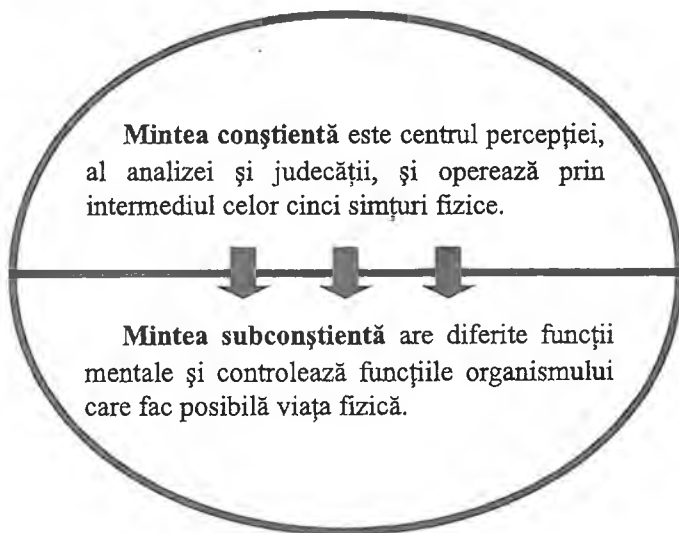 Mintea conştientă este centrul percepţiei,
al analizei şi judecăţii, şi operează prin
intermediul celor cinci simţuri fizice.
Mintea subconştientă are diferite funcţii
mentale şi controlează funcţiile organismului
care fac posibilă viaţa fizică.